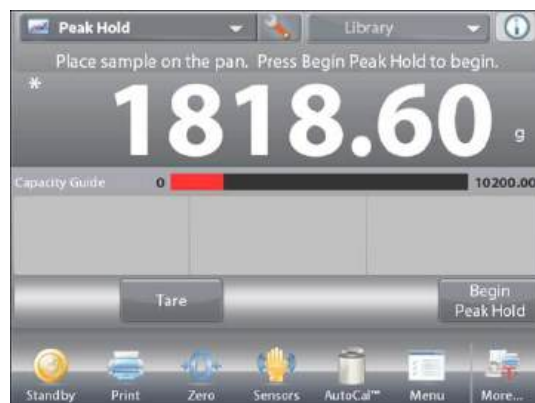 Peak Hold
Library
Place sample on the pan. Press Begin Peak Hold to begin.
*
1818.60 g
Capacity Guide 0 10200.00
Tare
Begin
Peak Hold
Standby Print Zero Sensors AutoCal™ Menu More...